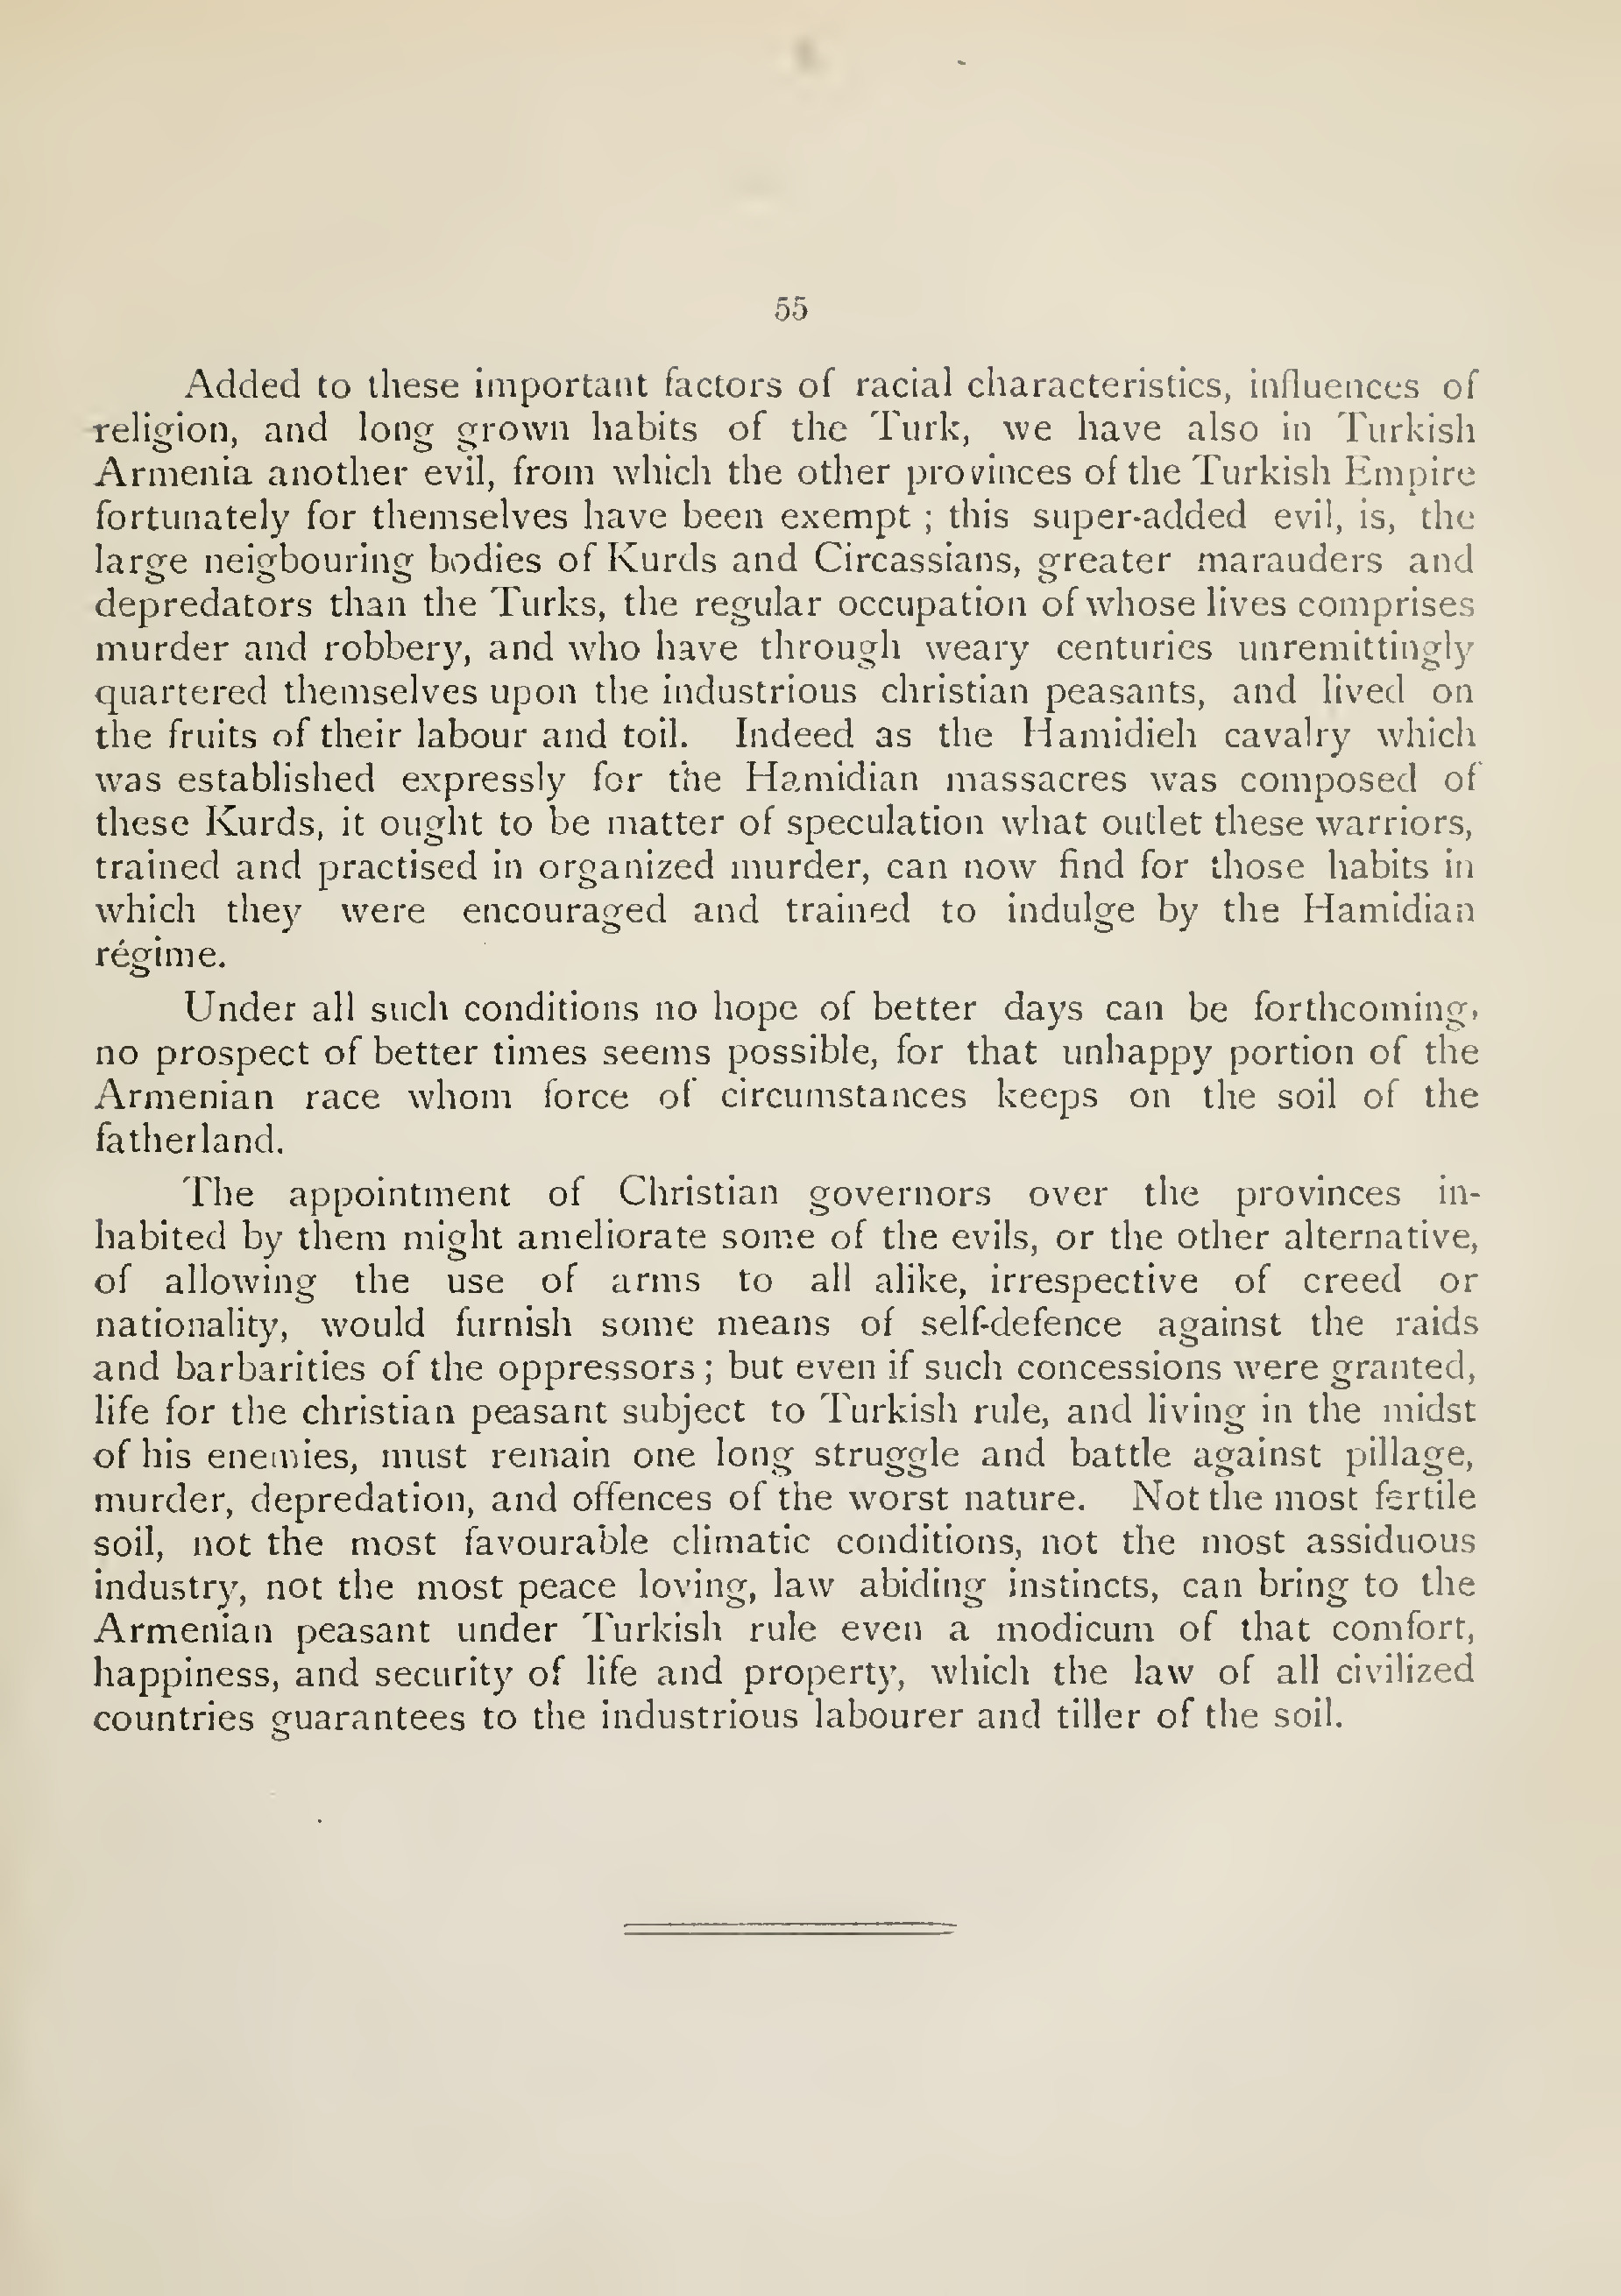 55
Added to these important factors of racial characteristics, influences of
religion, and long grown habits of the Turk, we have also in Turkish
Armenia another evil, from which the other provinces of the Turkish Empire
fortunately for themselves have been exempt ; this super-added evil, is, the
large neigbouring bodies of Kurds and Circassians, greater marauders and
depredators than the Turks, the regular occupation of whose lives comprises
murder and robbery, and who have through weary centuries unremittingly
quartered themselves upon the industrious christian peasants, and lived on
the fruits of their labour and toil. Indeed as the Hamidieh cavalry which
was established expressly for the Hamidian massacres was composed of
these Kurds, it ought to be matter of speculation what outlet these warriors,
trained and practised in organized murder, can now find for those habits in
which they were encouraged and trained to indulge by the Hamidian
régime.
Under all such conditions no hope of better days can be forthcoming,
no prospect of better times seems possible, for that unhappy portion of the
Armenian race whom force of circumstances keeps on the soil of the
fatherland.
The appointment of Christian governors over the provinces in-
habited by them might ameliorate some of the evils, or the other alternative,
of allowing the use of arms to all alike, irrespective of creed or
nationality, would furnish some means of self-defence against the raids
and barbarities of the oppressors ; but even if such concessions were granted,
life for the christian peasant subject to Turkish rule, and living in the midst
of his enemies, must remain one long struggle and battle against pillage,
murder, depredation, and offences of the worst nature. Not the most fertile
soil, not the most favourable climatic conditions, not the most assiduous
industry, not the most peace loving, law abiding instincts, can bring to the
Armenian peasant under Turkish rule even a modicum of that comfort,
happiness, and security of life and property, which the law of all civilized
countries guarantees to the industrious labourer and tiller of the soil.